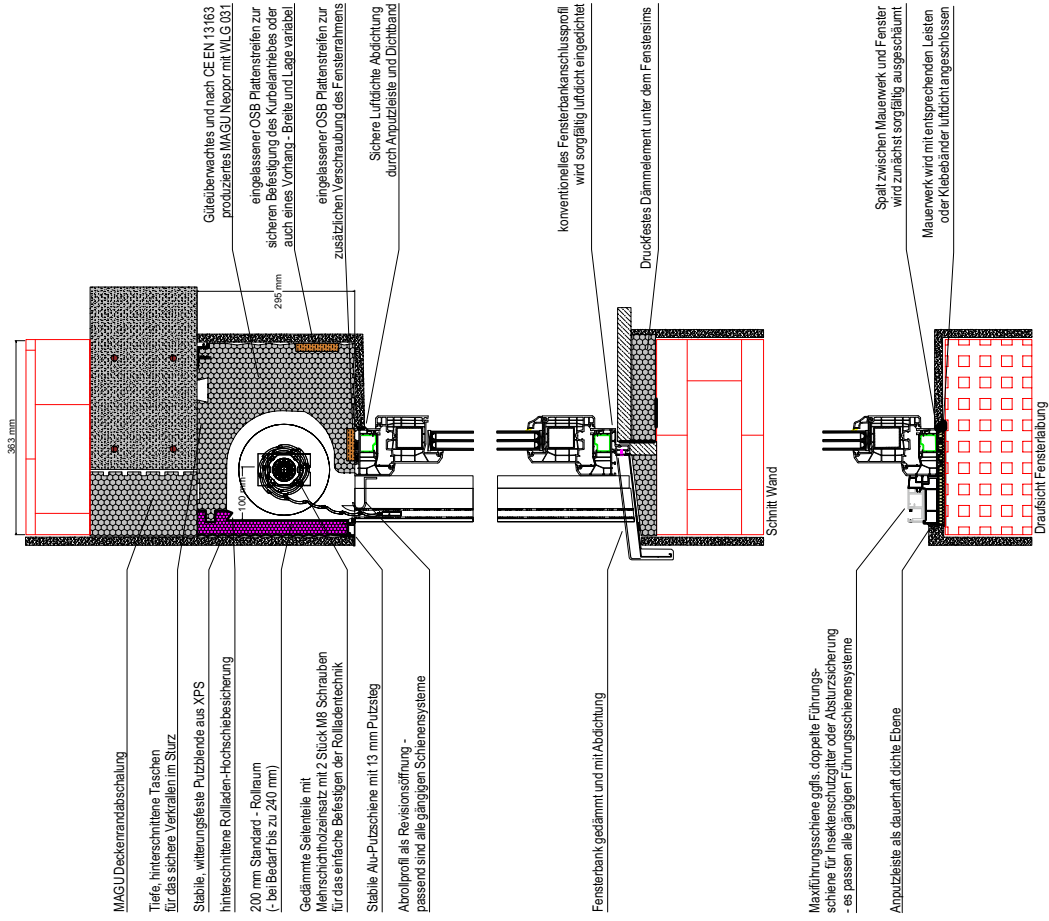 MAGU Deckenrandabschalung
Tiefe, hinterschnittene Taschen
für das sichere Verkrallen im Sturz
Stabile, witterungsfeste Putzblende aus XPS
hinterschnittene Rollladen-Hochschiebesicherung
200 mm Standard - Rollraum
(- bei Bedarf bis zu 240 mm)
Gedämmte Seitenteile mit
Mehrschichtholzeinsatz mit 2 Stück M8 Schrauben
für das einfache Befestigen der Rollladentechnik
Stabile Alu-Putzschiene mit 13 mm Putzsteg
Abrollprofil als Revisionsöffnung -
passend sind alle gängigen Schienensysteme
Fensterbank gedämmt und mit Abdichtung
Maxiführungsschiene ggfls. doppelte Führungs-
schiene für Insektenschutzgitter oder Absturzsicherung
- es passen alle gängigen Führungsschienensysteme
Anputzleiste als dauerhaft dichte Ebene
363 mm
295 mm
100 mm
Schnitt Wand
Draufsicht Fensterlaibung
Güteüberwachtes und nach CE EN 13163
produziertes MAGU Neopor mit WLG 031
eingelassener OSB Plattenstreifen zur
sicheren Befestigung des Kurbelantriebes oder
auch eines Vorhang - Breite und Lage variabel
eingelassener OSB Plattenstreifen zur
zusätzlichen Verschraubung des Fensterrahmens
Sichere Luftdichte Abdichtung
durch Anputzleiste und Dichtband
konventionelles Fensterbankanschlussprofil
wird sorgfältig luftdicht eingedichtet
Druckfestes Dämmelement unter dem Fenstersims
Spalt zwischen Mauerwerk und Fenster
wird zunächst sorgfältig ausgeschäumt
Mauerwerk wird mit entsprechenden Leisten
oder Klebebänder luftdicht angeschlossen